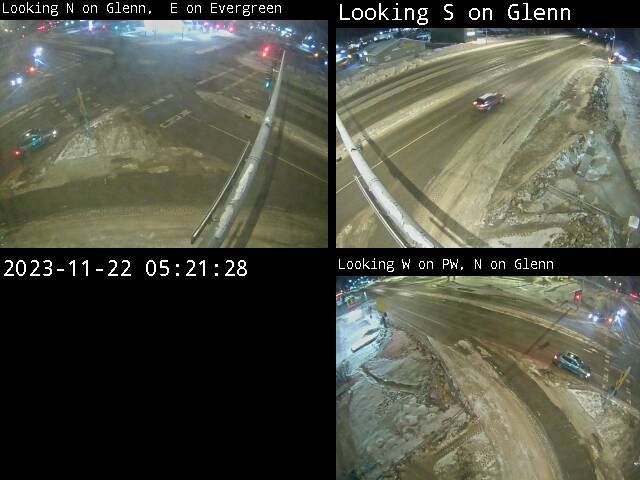 Looking N on Glenn,  E on Evergreen
Looking S on Glenn
2023-11-22 05:21:28
Looking W on PW, N on Glenn